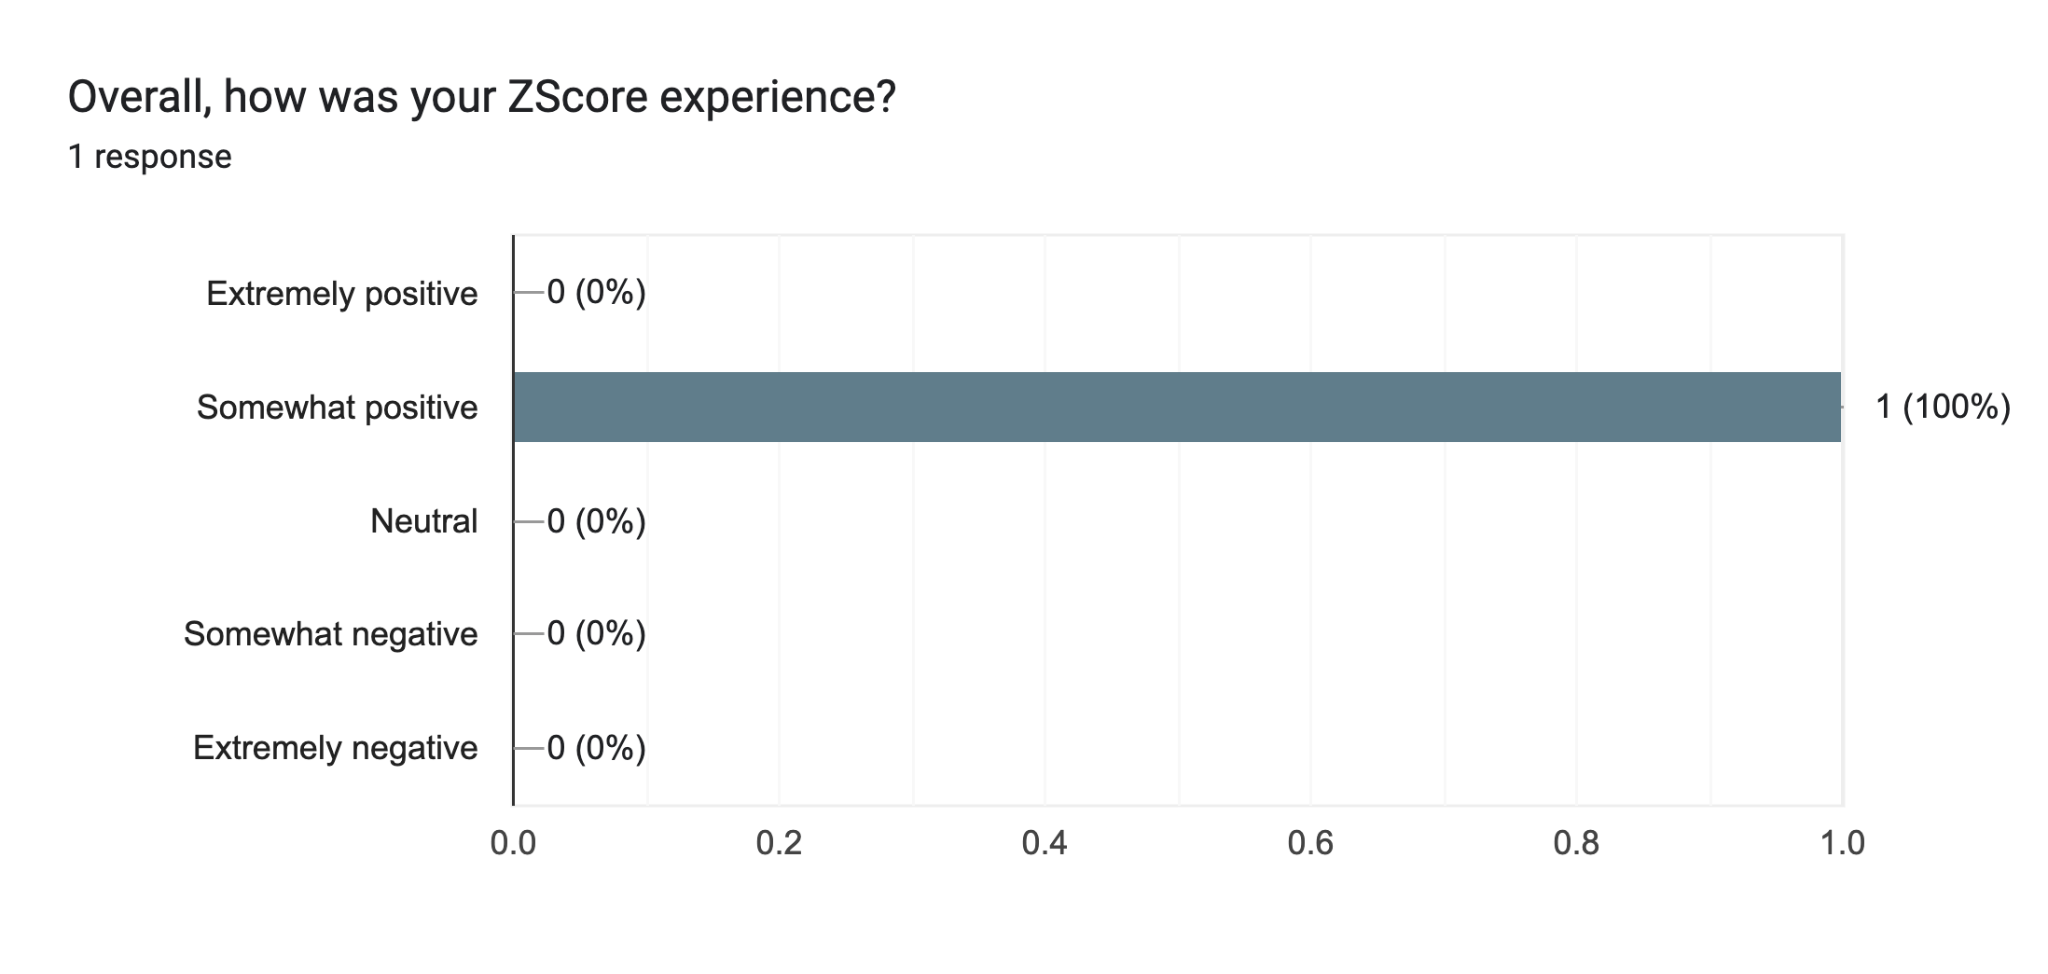 Overall, how was your ZScore experience?
1 response
Extremely positive 0 (0%)
Somewhat positive 1 (100%)
Neutral 0 (0%)
Somewhat negative 0 (0%)
Extremely negative 0 (0%)
0.0 0.2 0.4 0.6 0.8 1.0